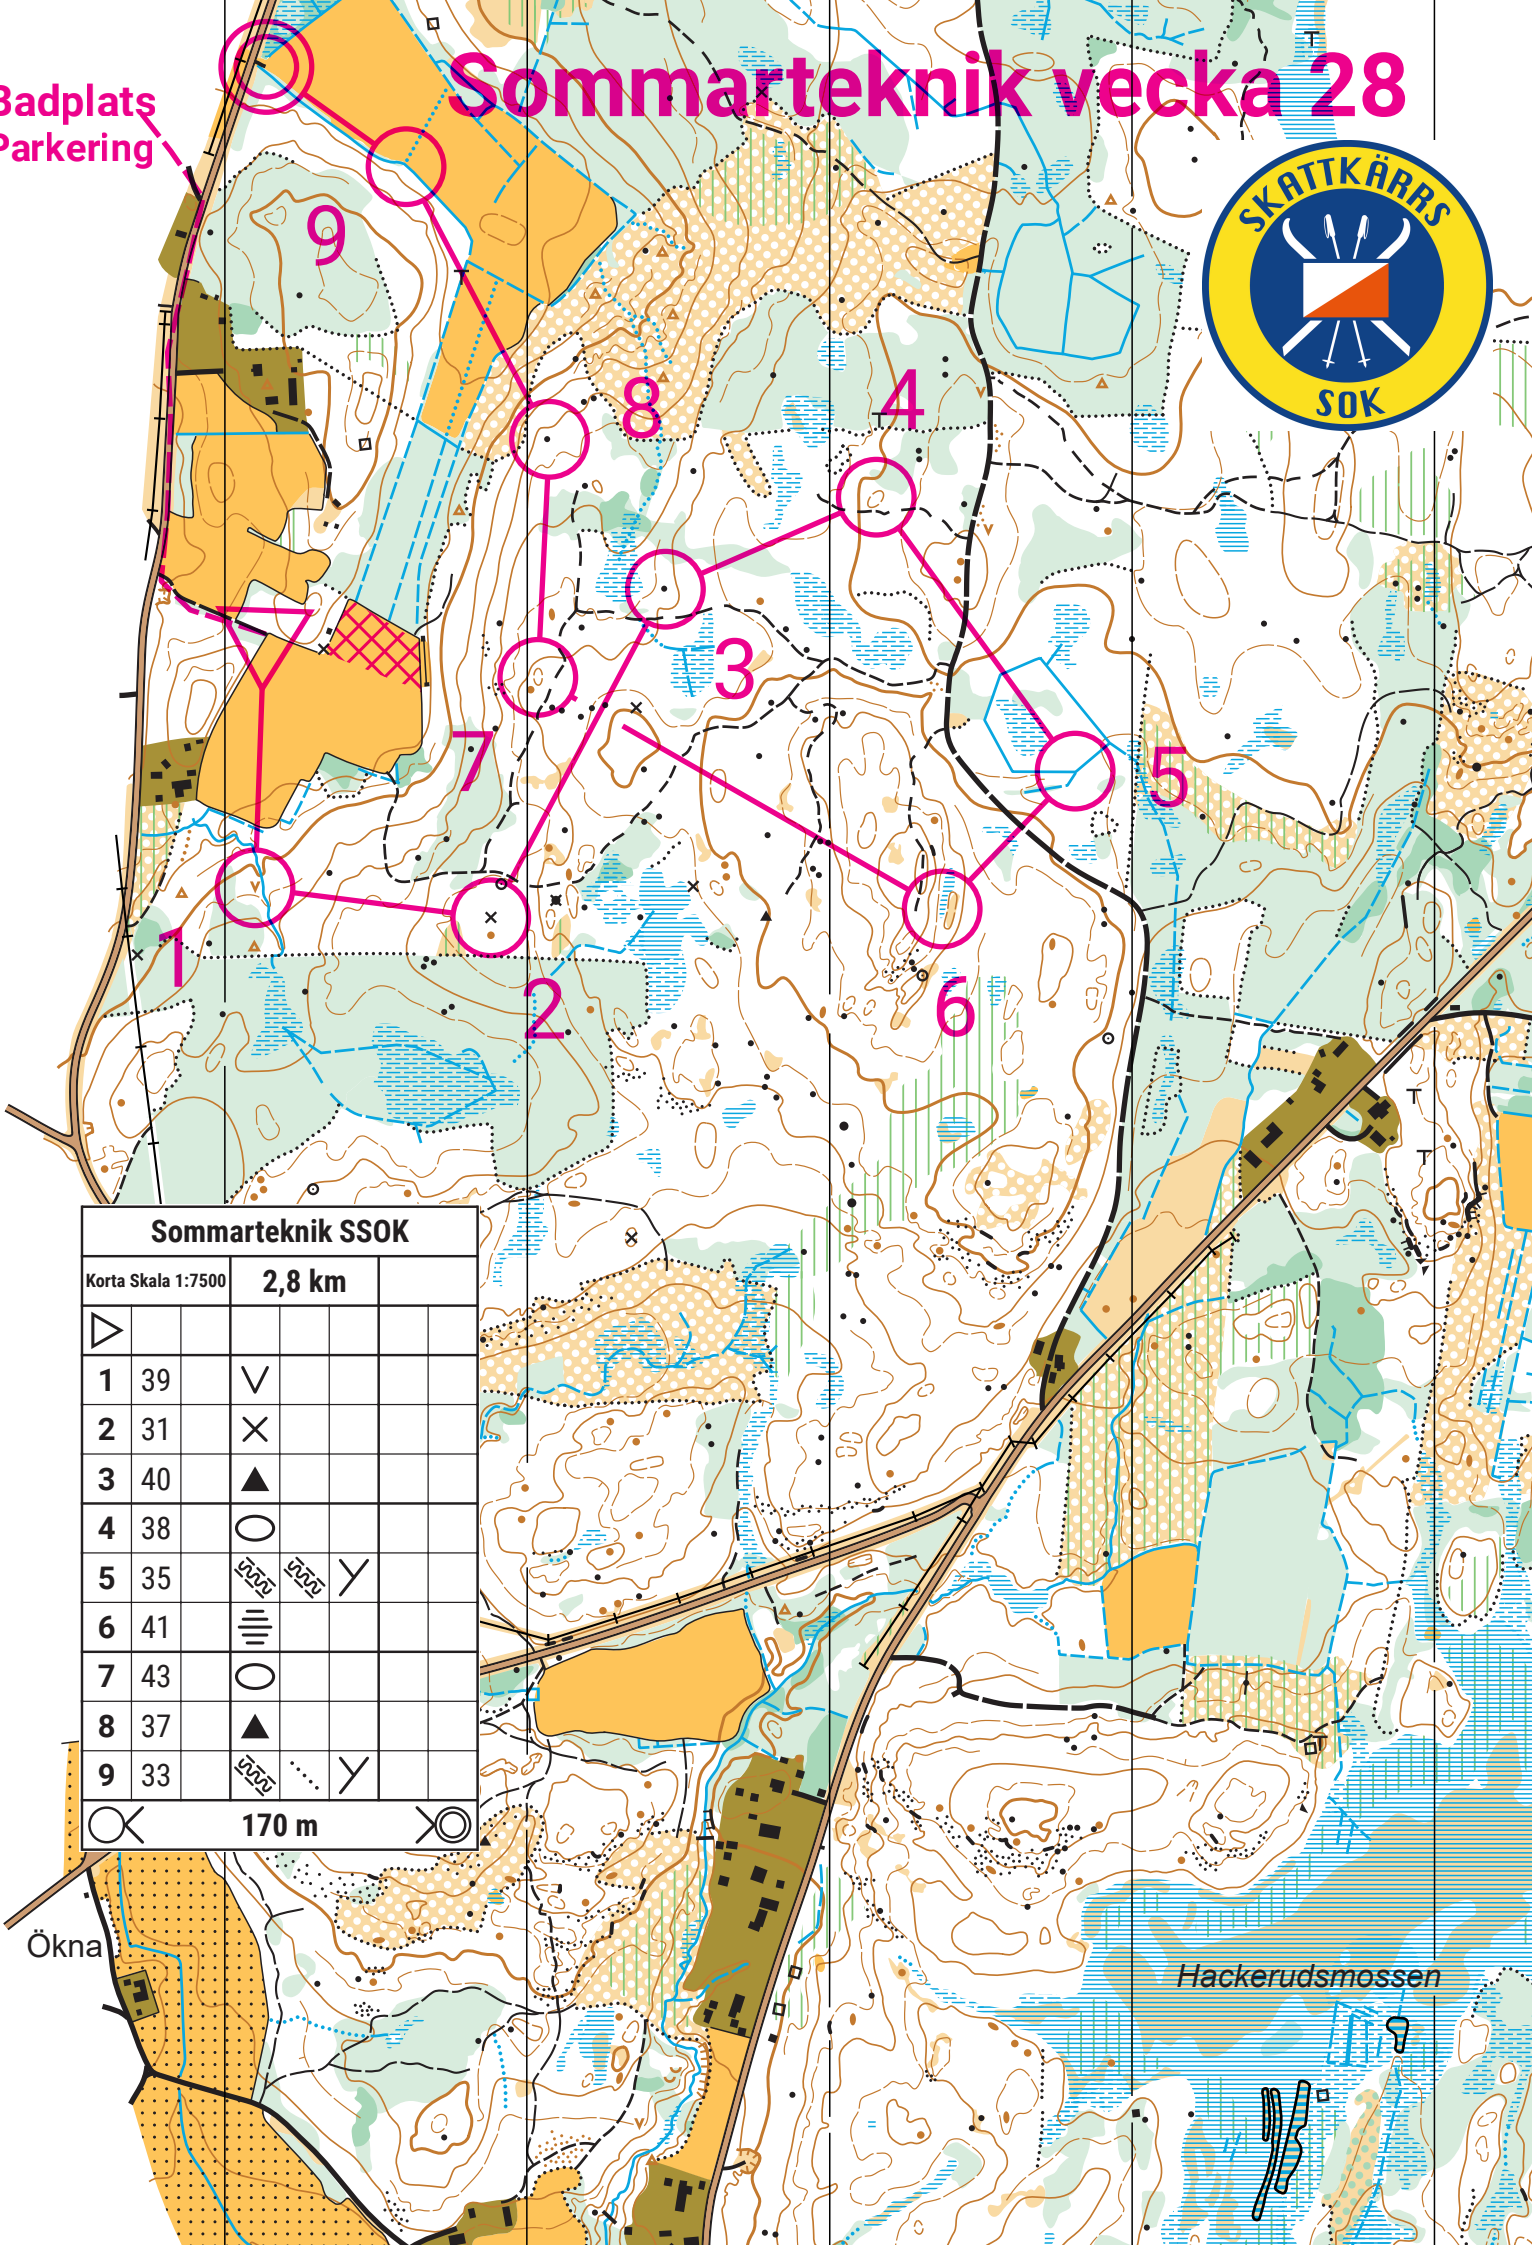 Sommarteknik vecka 28
Badplats
Parkering
SKATTKÄRRS
SOK
9
8
4
3
7
5
1
2
6
Sommarteknik SSOK
Korta Skala 1:7500 2,8 km
1 39
2 31
3 40
4 38
5 35
6 41
7 43
8 37
9 33
170 m
Ökna
Hackerudsmossen